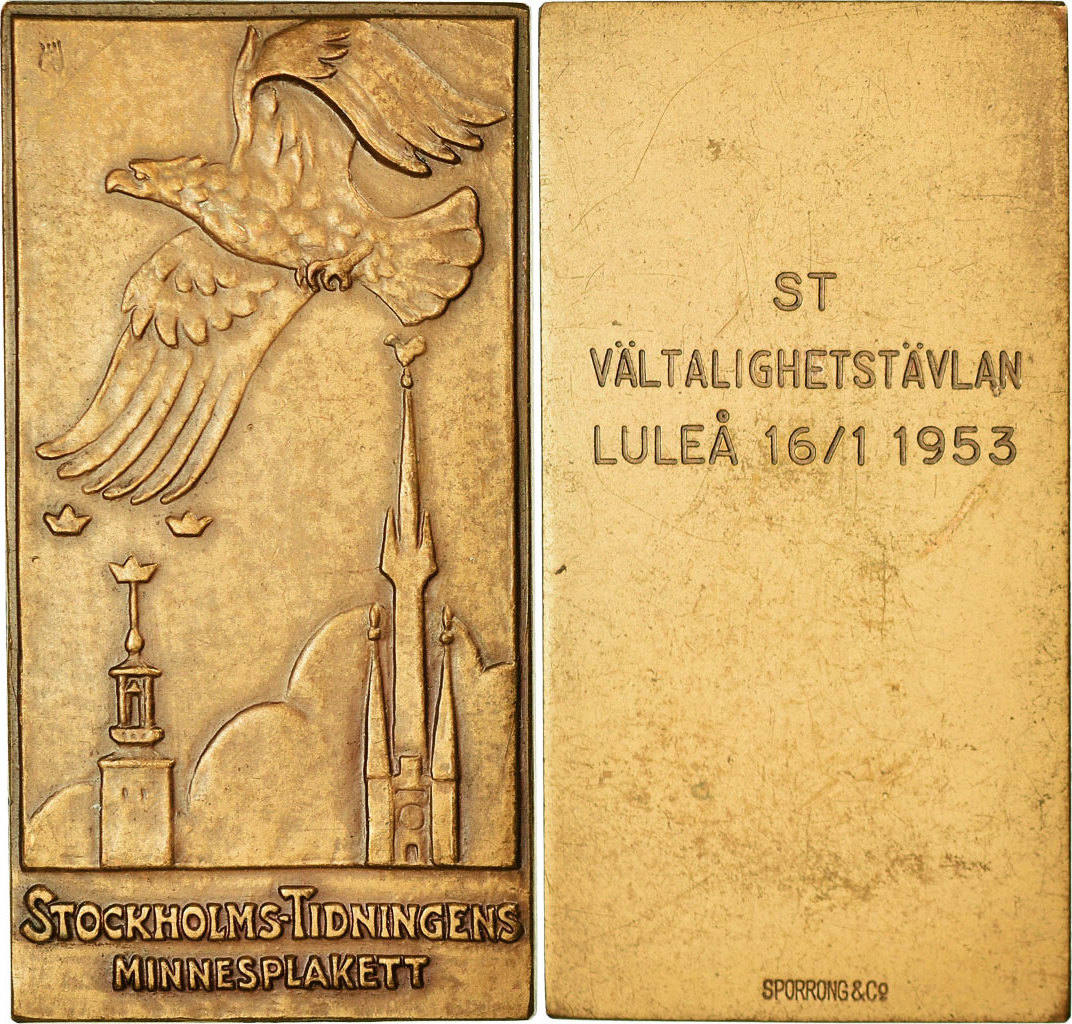 STOCKHOLMS-TIDNINGENS
MINNESPLAKETT
ST
VÄLTALIGHETSTÄVLAN
LULEÅ 16/1 1953
SPORRONG & Co